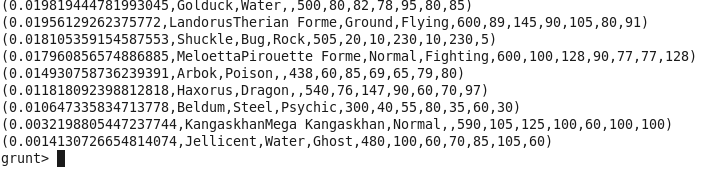 (0.019819444781993045,Golduck,Water,,500,80,82,78,95,80,85)
(0.01956129262375772,LandorusTherian Forme,Ground,Flying,600,89,145,90,105,80,91)
(0.018105359154587553,Shuckle,Bug,Rock,505,20,10,230,10,230,5)
(0.017960856574886885,MeloettaPirouette Forme,Normal,Fighting,600,100,128,90,77,77,128)
(0.014930758736239391,Arbok,Poison,,438,60,85,69,65,79,80)
(0.011818092398812818,Haxorus,Dragon,,540,76,147,90,60,70,97)
(0.010647335834713778,Beldum,Steel,Psychic,300,40,55,80,35,60,30)
(0.0032198805447237744,KangaskhanMega Kangaskhan,Normal,,590,105,125,100,60,100,100)
(0.0014130726654814074,Jellicent,Water,Ghost,480,100,60,70,85,105,60)
grunt>